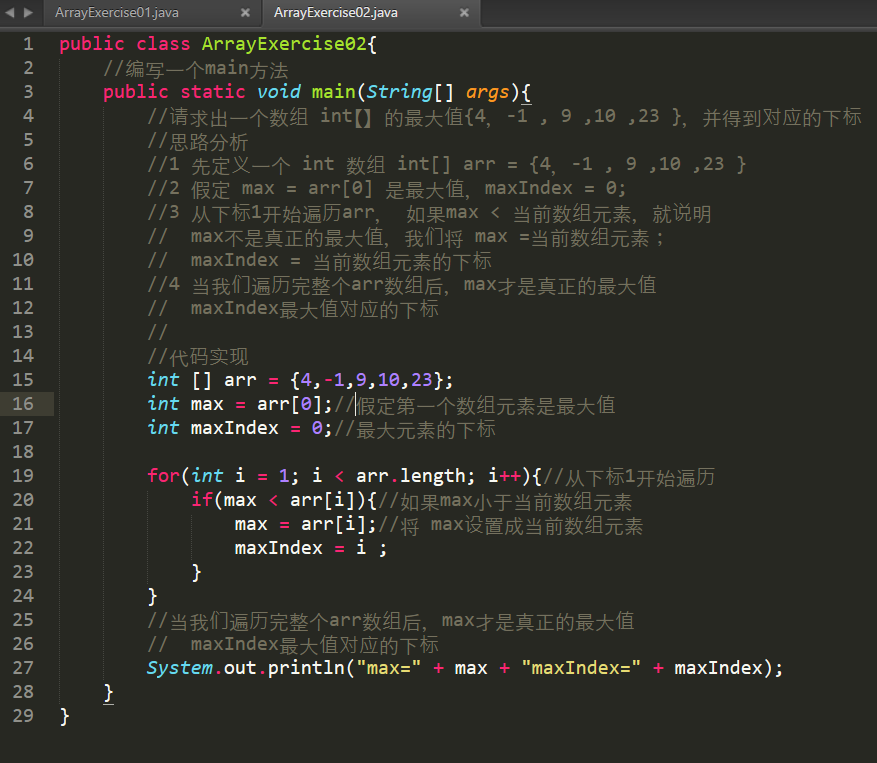 ArrayExercise01.java × ArrayExercise02.java ×
1 public class ArrayExercise02{
2 //编写一个main方法
3 public static void main(String[] args){
4 //请求出一个数组 int【】的最大值{4, -1 , 9 ,10 ,23 }, 并得到对应的下标
5 //思路分析
6 //1 先定义一个 int 数组 int[] arr = {4, -1 , 9 ,10 ,23 }
7 //2 假定 max = arr[0] 是最大值, maxIndex = 0;
8 //3 从下标1开始遍历arr, 如果max < 当前数组元素, 就说明
9 // max不是真正的最大值, 我们将 max =当前数组元素;
10 // maxIndex = 当前数组元素的下标
11 //4 当我们遍历完整个arr数组后, max才是真正的最大值
12 // maxIndex最大值对应的下标
13 //
14 //代码实现
15 int [] arr = {4,-1,9,10,23};
16 int max = arr[0];//假定第一个数组元素是最大值
17 int maxIndex = 0;//最大元素的下标
18
19 for(int i = 1; i < arr.length; i++){//从下标1开始遍历
20 if(max < arr[i]){//如果max小于当前数组元素
21 max = arr[i];//将 max设置成当前数组元素
22 maxIndex = i ;
23 }
24 }
25 //当我们遍历完整个arr数组后, max才是真正的最大值
26 // maxIndex最大值对应的下标
27 System.out.println("max=" + max + "maxIndex=" + maxIndex);
28 }
29 }